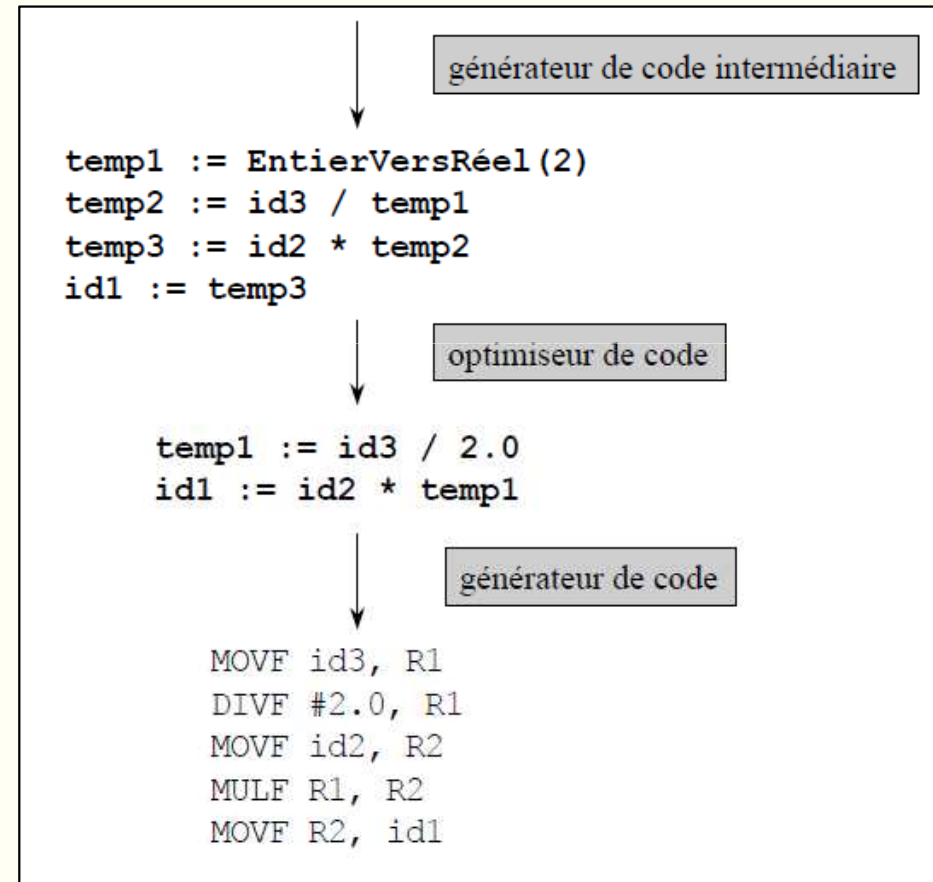 générateur de code intermédiaire
temp1 := EntierVersRéel(2)
temp2 := id3 / temp1
temp3 := id2 * temp2
id1 := temp3
optimiseur de code
temp1 := id3 / 2.0
id1 := id2 * temp1
générateur de code
MOVF id3, R1
DIVF #2.0, R1
MOVF id2, R2
MULF R1, R2
MOVF R2, id1